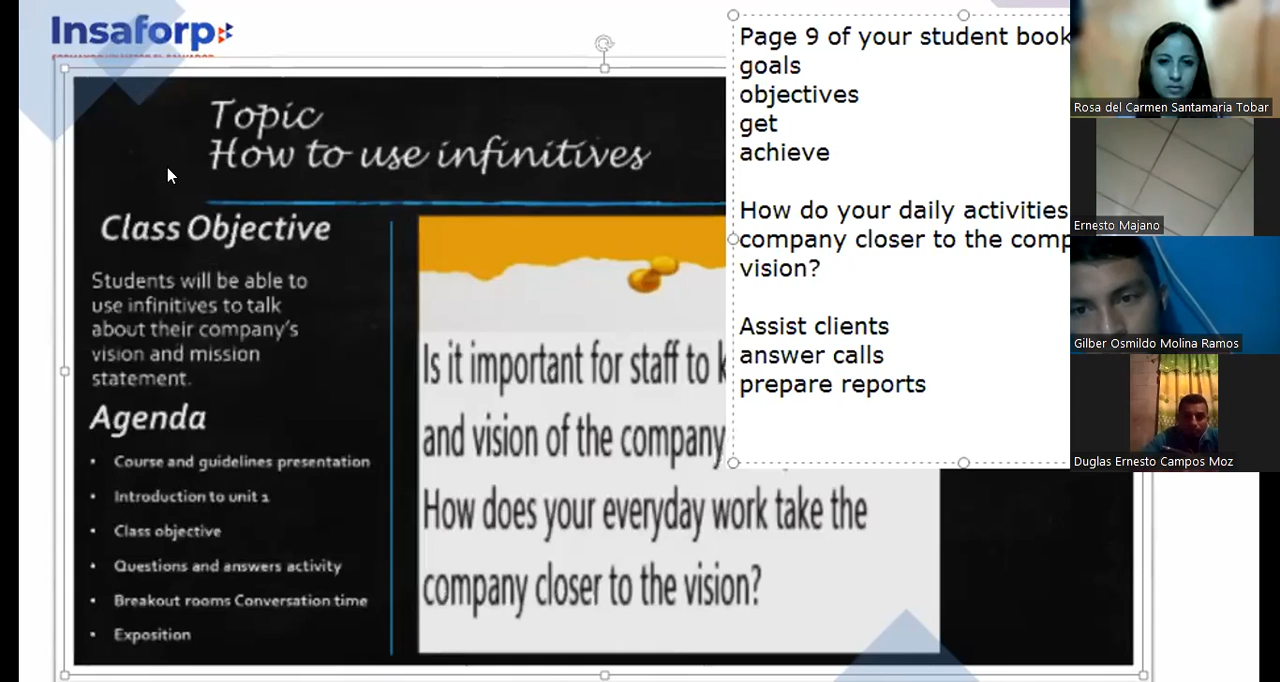 Insaforp
Topic
How to use infinitives
Class Objective
Students will be able to
use infinitives to talk
about their company's
vision and mission
statement.
Agenda
• Course and guidelines presentation
• Introduction to unit 1
• Class objective
• Questions and answers activity
• Breakout rooms Conversation time
• Exposition
Is it important for staff to
and vision of the company
How does your everyday work take the
company closer to the vision?
Page 9 of your student book
goals
objectives
get
achieve
How do your daily activities
company closer to the
vision?
Assist clients
answer calls
prepare reports
Rosa del Carmen Santamaria Tobar
Ernesto Majano
Gilber Osmildo Molina Ramos
Duglas Ernesto Campos Moz